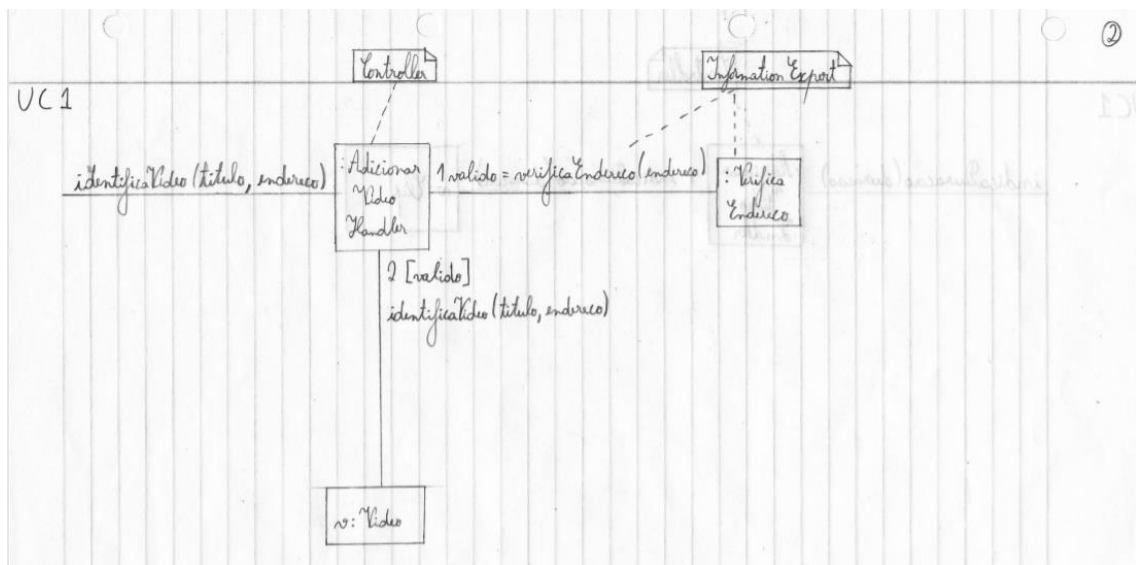 ②
Controller
Information Expert
UC1
identificaVideo (titulo, endereco)
:Adicionar
Video
Handler
1 valido = verificaEndereco (endereco)
: Verifica
Endereco
2 [valido]
identificaVideo (titulo, endereco)
v: Video